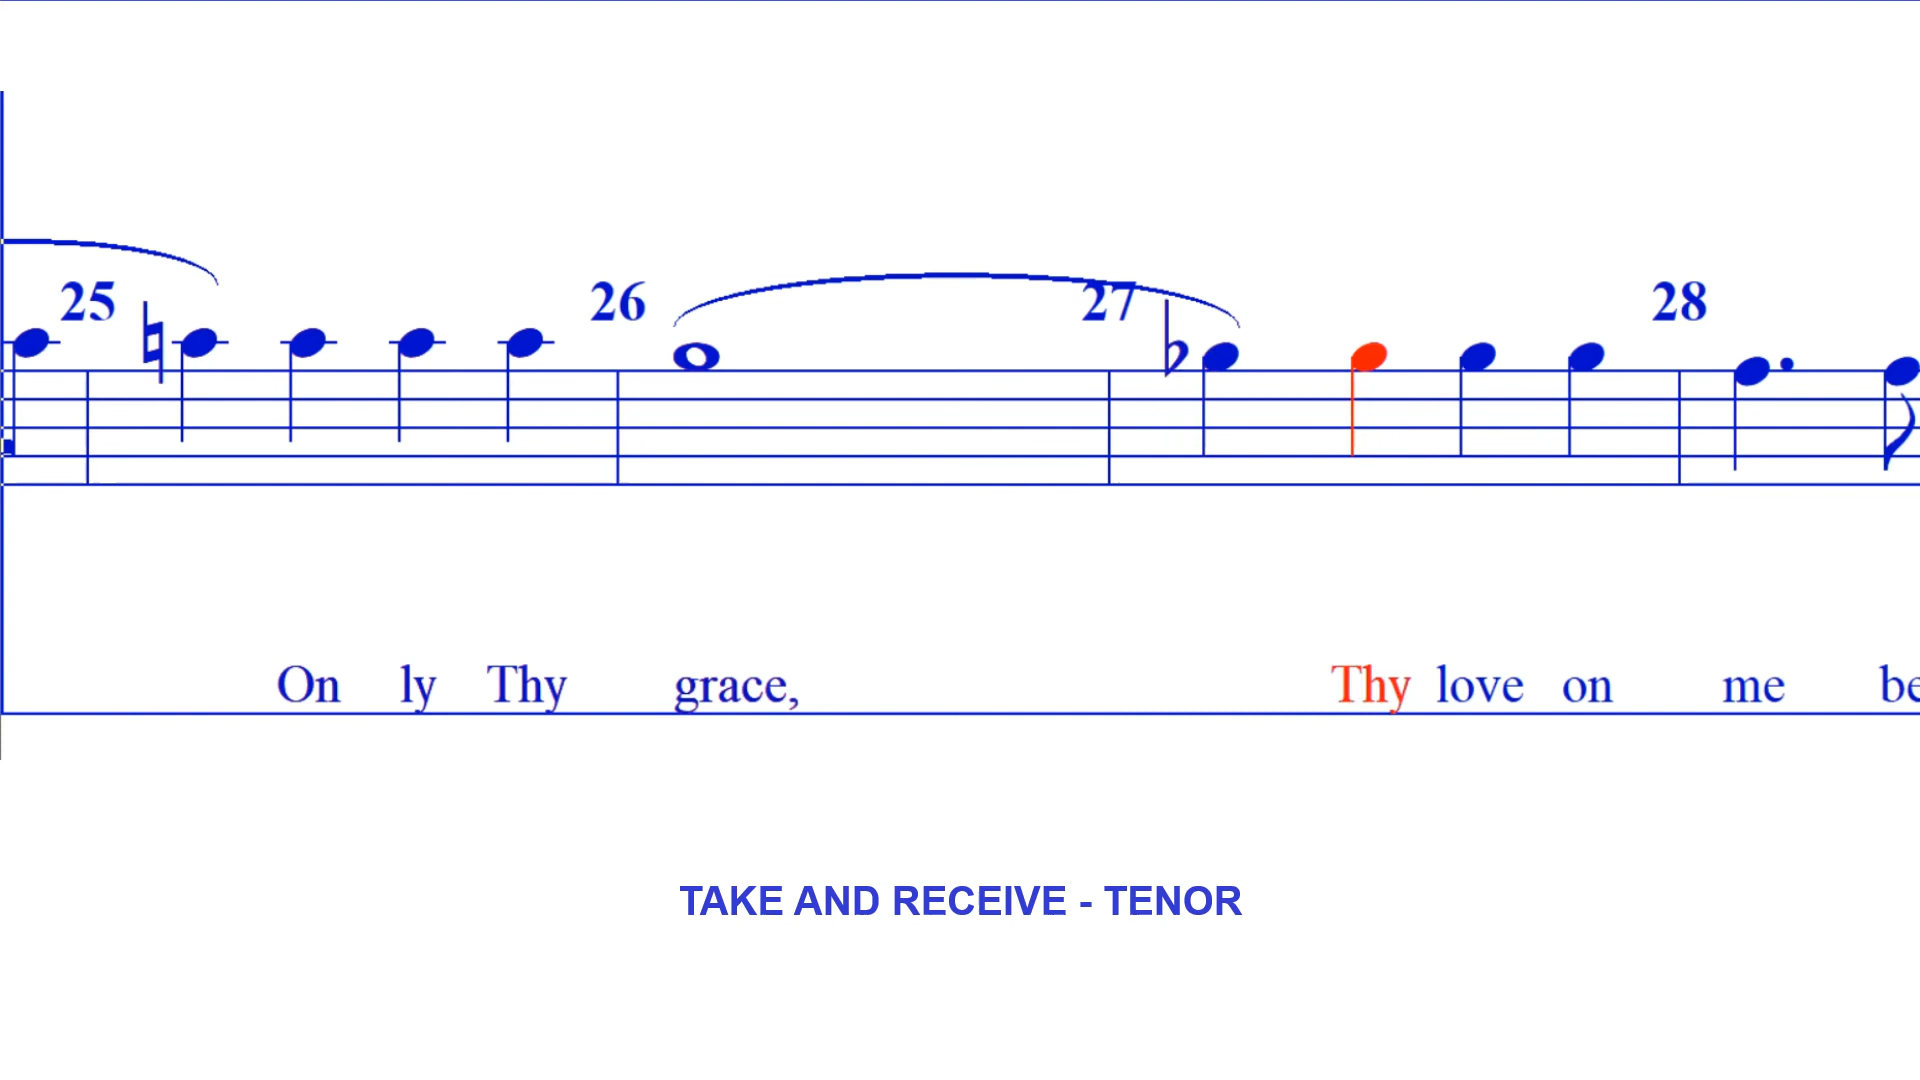 25 26 27 28
On ly Thy grace, Thy love on me be
TAKE AND RECEIVE - TENOR